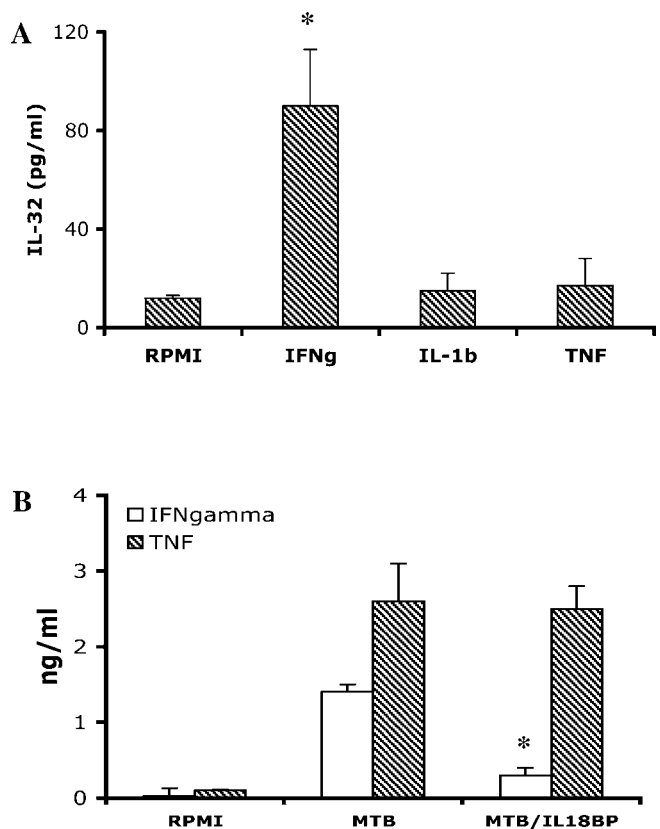 A
120
*
80
IL-32 (pg/ml)
40
0
RPMI IFNg IL-1b TNF
B
4
IFNgamma
TNF
3
ng/ml
2
1
*
0
RPMI MTB MTB/IL18BP